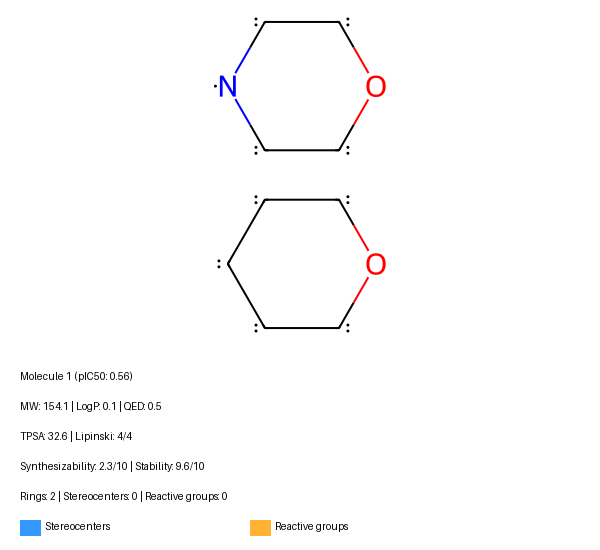 ·N
O
O
Molecule 1 (pIC50: 0.56)
MW: 154.1 | LogP: 0.1 | QED: 0.5
TPSA: 32.6 | Lipinski: 4/4
Synthesizability: 2.3/10 | Stability: 9.6/10
Rings: 2 | Stereocenters: 0 | Reactive groups: 0
Stereocenters Reactive groups